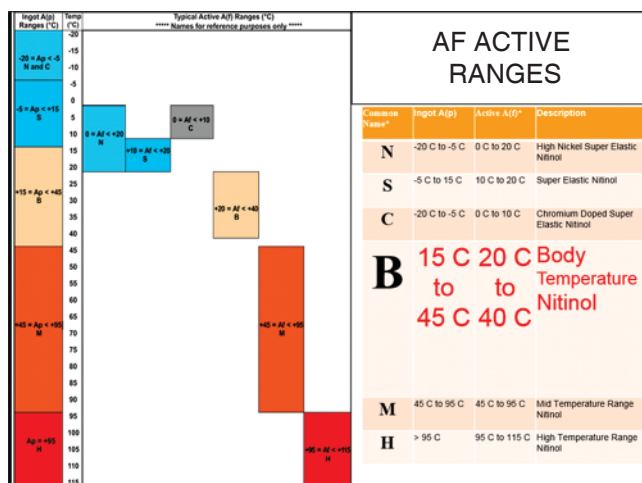 Ingot A(p)
Ranges (°C)
Temp
(°C)
Typical Active A(f) Ranges (°C)
***** Names for reference purposes only *****
-20
-15
-10
-5
0
5
10
15
20
25
30
35
40
45
50
55
60
65
70
75
80
85
90
95
100
105
110
115
-20 = Ap < -5
N and C
-5 = Ap < +15
S
+15 = Ap < +45
B
+45 = Ap < +95
M
Ap = +95
H
0 = Af < +20
N
+10 = Af < +20
S
0 = Af < +10
C
+20 = Af < +40
B
+45 = Af < +95
M
+95 = Af < +115
H
AF ACTIVE
RANGES
Common
Name*
Ingot A(p)
Active A(f)*
Description
N
-20 C to -5 C
0 C to 20 C
High Nickel Super Elastic
Nitinol
S
-5 C to 15 C
10 C to 20 C
Super Elastic Nitinol
C
-20 C to -5 C
0 C to 10 C
Chromium Doped Super
Elastic Nitinol
B
15 C
to
45 C
20 C
to
40 C
Body
Temperature
Nitinol
M
45 C to 95 C
45 C to 95 C
Mid Temperature Range
Nitinol
H
> 95 C
95 C to 115 C
High Temperature Range
Nitinol